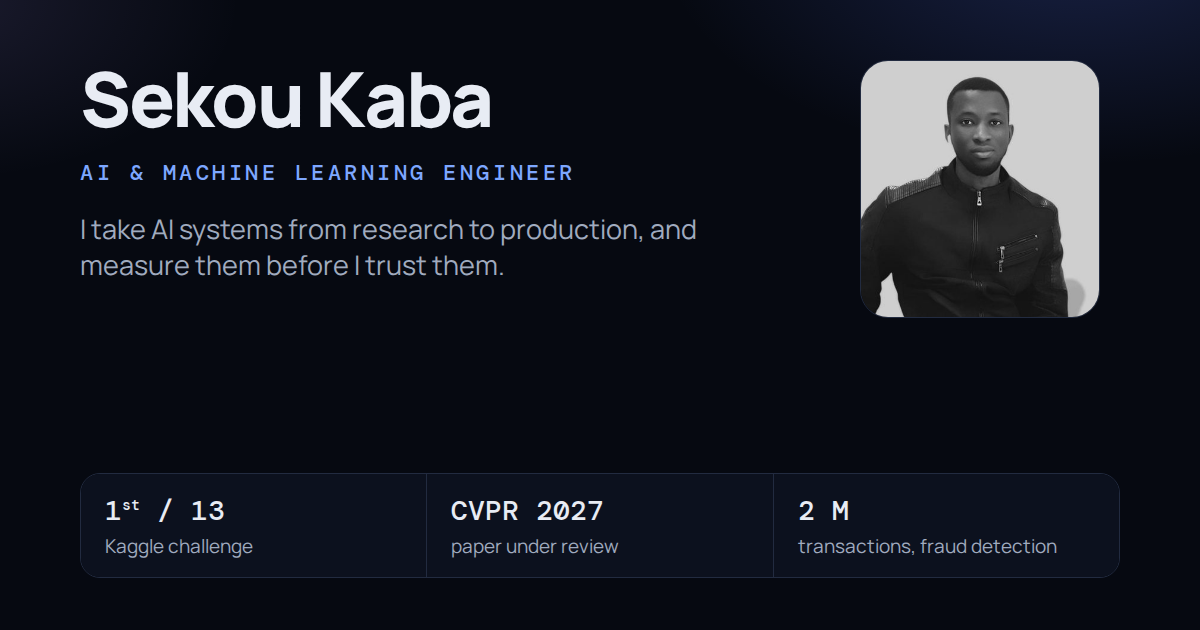 Sekou Kaba
AI & MACHINE LEARNING ENGINEER
I take AI systems from research to production, and
measure them before I trust them.
1st / 13
Kaggle challenge
CVPR 2027
paper under review
2 M
transactions, fraud detection